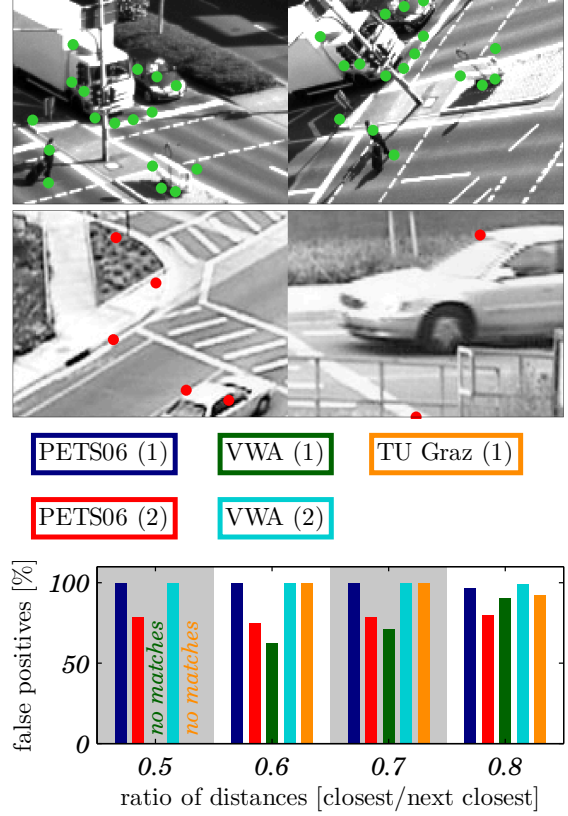 PETS06 (1)
VWA (1)
TU Graz (1)
PETS06 (2)
VWA (2)
false positives [%]
100
50
0
no matches
no matches
0.5
0.6
0.7
0.8
ratio of distances [closest/next closest]